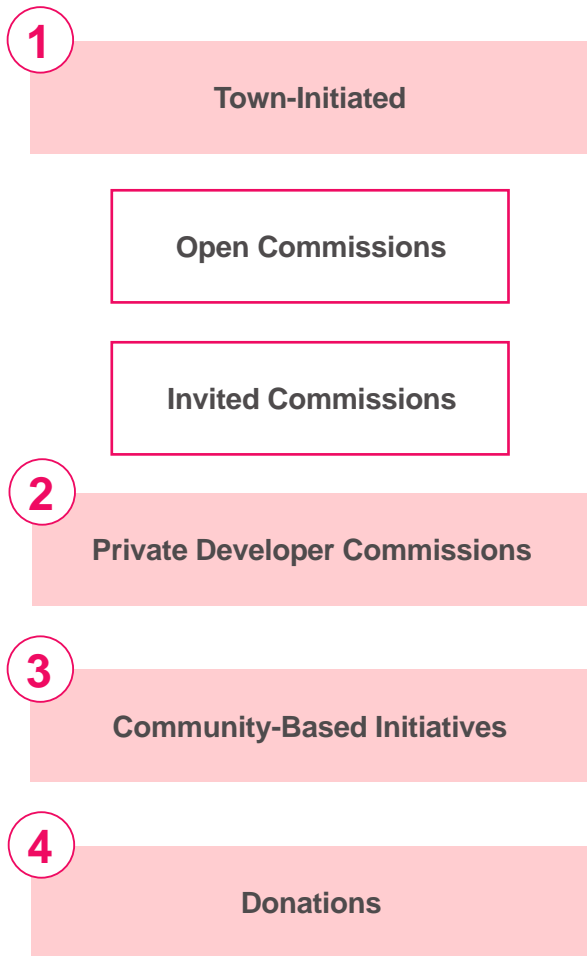 1
Town-Initiated
Open Commissions
Invited Commissions
2
Private Developer Commissions
3
Community-Based Initiatives
4
Donations